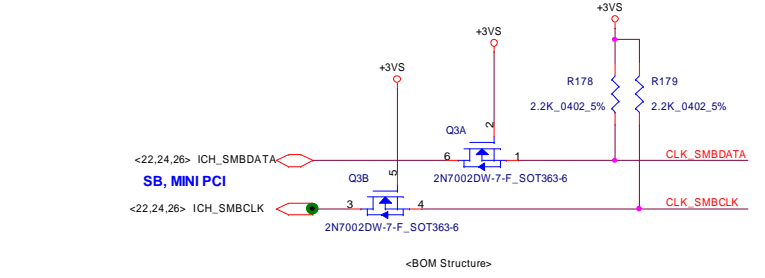 +3VS
+3VS
+3VS
R178
R179
2.2K_0402_5%
2.2K_0402_5%
Q3A
2
<22,24,26> ICH_SMBDATA
6
1
CLK_SMBDATA
SB, MINI PCI
Q3B
5
2N7002DW-7-F_SOT363-6
<22,24,26> ICH_SMBCLK
3
4
CLK_SMBCLK
2N7002DW-7-F_SOT363-6
<BOM Structure>